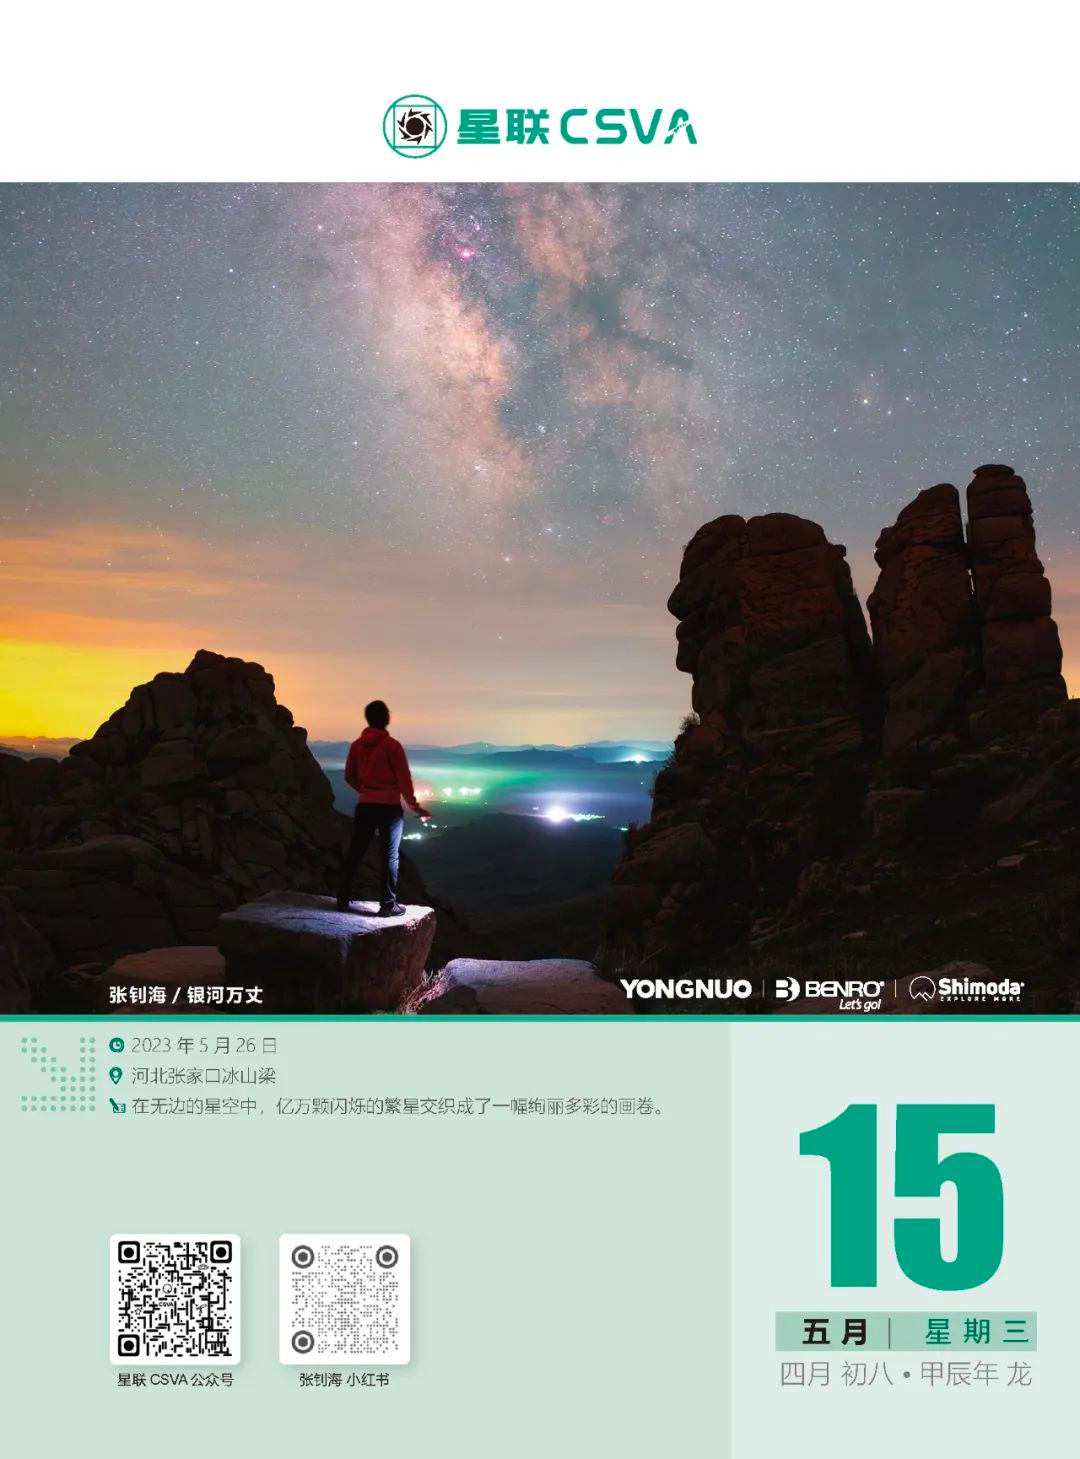 星联CSVA
张钊海 / 银河万丈
YONGNUO | BENRO Let's go! | Shimoda EXPLORE MORE
2023 年 5 月 26 日
河北张家口冰山梁
在无边的星空中，亿万颗闪烁的繁星交织成了一幅绚丽多彩的画卷。
15
五月 | 星期三
四月 初八 • 甲辰年 龙
星联 CSVA 公众号
张钊海 小红书